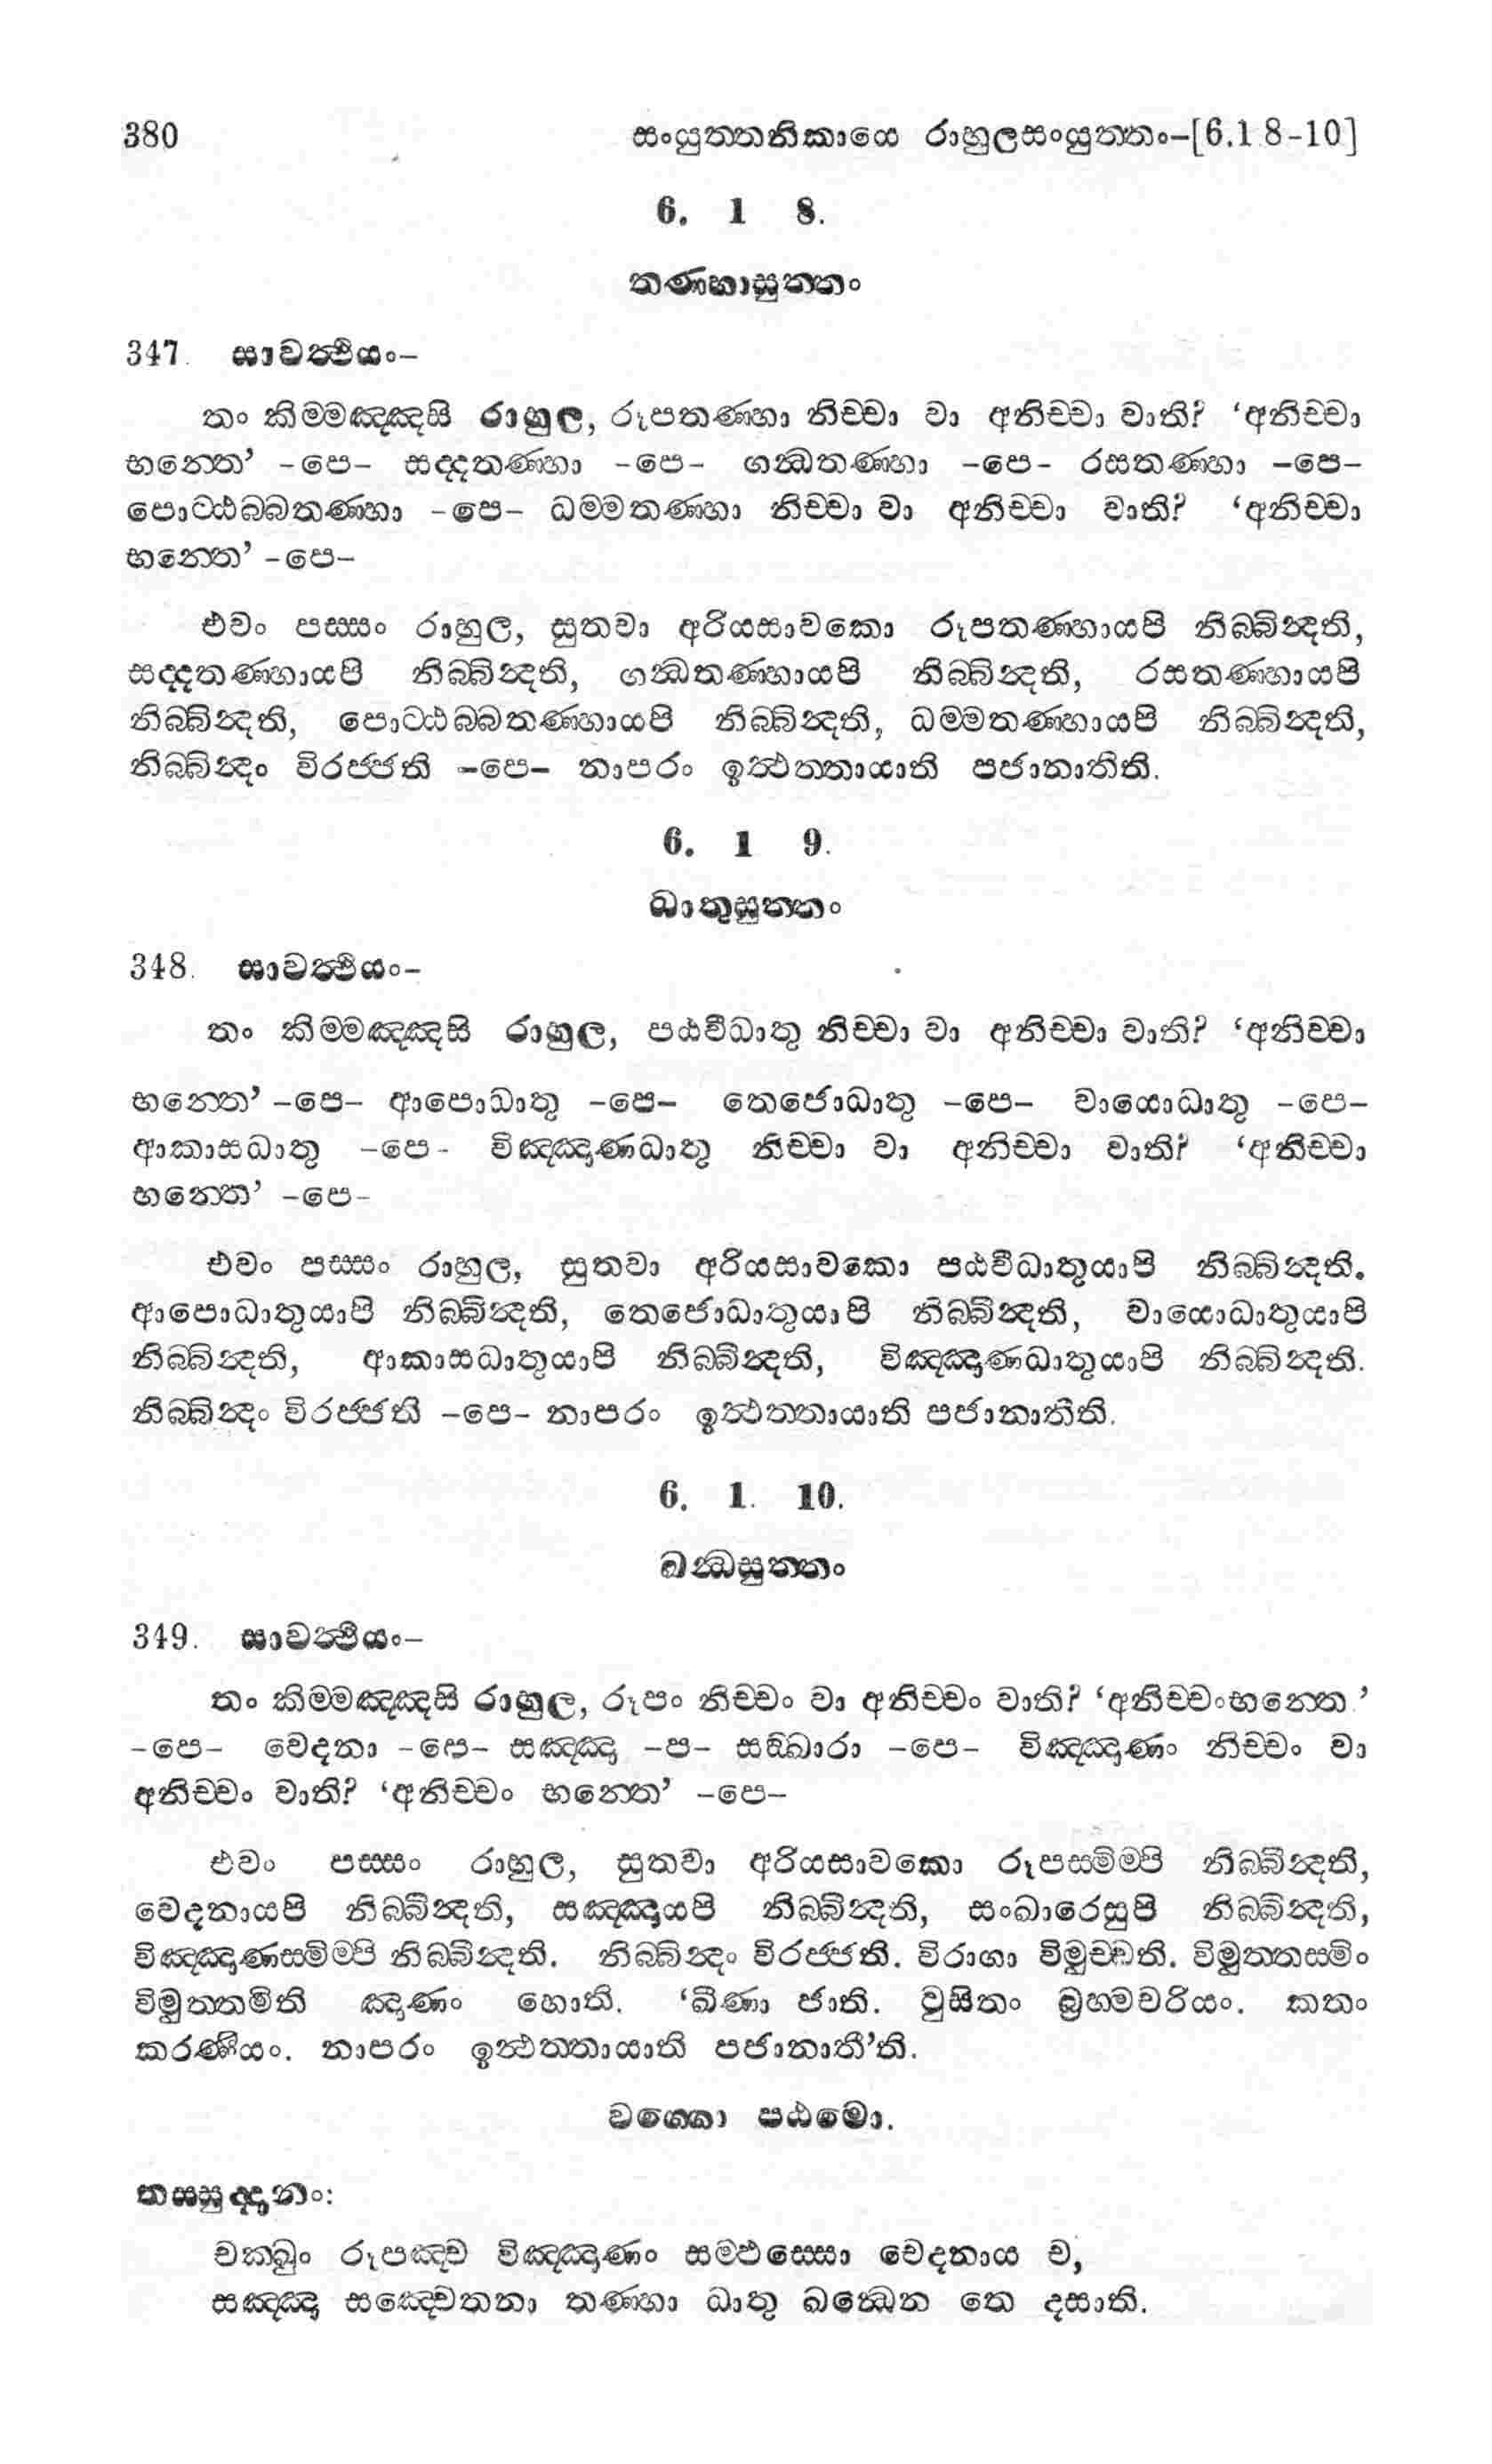 380 සංයුත්තනිකායෙ රාහුලසංයුත්තං–[6.1.8-10]
6. 1 8.
තණ්හාසුත්තං
347. සාවත්ථියං–
තං කිම්මඤ්ඤසි රාහුල, රූපතණ්හා නිච්චා වා අනිච්චා වාති? ‘අනිච්චා
භන්තෙ’ -පෙ- සද්දතණ්හා -පෙ- ගන්ධතණ්හා -පෙ- රසතණ්හා -පෙ-
පොට්ඨබ්බතණ්හා -පෙ- ධම්මතණ්හා නිච්චා වා අනිච්චා වාති? ‘අනිච්චා
භන්තෙ’ -පෙ-
එවං පස්සං රාහුල, සුතවා අරියසාවකො රූපතණ්හායපි නිබ්බින්දති,
සද්දතණ්හායපි නිබ්බින්දති, ගන්ධතණ්හායපි නිබ්බින්දති, රසතණ්හායපි
නිබ්බින්දති, පොට්ඨබ්බතණ්හායපි නිබ්බින්දති, ධම්මතණ්හායපි නිබ්බින්දති,
නිබ්බින්දං විරජ්ජති -පෙ- නාපරං ඉත්ථත්තායාති පජානාතීති.
6. 1 9.
ධාතුසුත්තං
348. සාවත්ථියං–
තං කිම්මඤ්ඤසි රාහුල, පඨවීධාතු නිච්චා වා අනිච්චා වාති? ‘අනිච්චා
භන්තෙ’ -පෙ- ආපොධාතු -පෙ- තෙජොධාතු -පෙ- වායොධාතු -පෙ-
ආකාසධාතු -පෙ- විඤ්ඤාණධාතු නිච්චා වා අනිච්චා වාති? ‘අනිච්චා
භන්තෙ’ -පෙ-
එවං පස්සං රාහුල, සුතවා අරියසාවකො පඨවීධාතුයාපි නිබ්බින්දති.
ආපොධාතුයාපි නිබ්බින්දති, තෙජොධාතුයාපි නිබ්බින්දති, වායොධාතුයාපි
නිබ්බින්දති, ආකාසධාතුයාපි නිබ්බින්දති, විඤ්ඤාණධාතුයාපි නිබ්බින්දති.
නිබ්බින්දං විරජ්ජති -පෙ- නාපරං ඉත්ථත්තායාති පජානාතීති.
6. 1. 10.
ඛන්ධසුත්තං
349. සාවත්ථියං–
තං කිම්මඤ්ඤසි රාහුල, රූපං නිච්චං වා අනිච්චං වාති? ‘අනිච්චංභන්තෙ.’
-පෙ- වෙදනා -පෙ- සඤ්ඤා -ප- සඞ්ඛාරා -පෙ- විඤ්ඤාණං නිච්චං වා
අනිච්චං වාති? ‘අනිච්චං භන්තෙ’ -පෙ-
එවං පස්සං රාහුල, සුතවා අරියසාවකො රූපස්මිම්පි නිබ්බින්දති,
වෙදනායපි නිබ්බින්දති, සඤ්ඤායපි නිබ්බින්දති, සංඛාරෙසුපි නිබ්බින්දති,
විඤ්ඤාණස්මිම්පි නිබ්බින්දති. නිබ්බින්දං විරජ්ජති. විරාගා විමුච්චති. විමුත්තස්මිං
විමුත්තමිති ඤාණං හොති. ‘ඛීණා ජාති. වුසිතං බ්‍රහ්මචරියං. කතං
කරණීයං. නාපරං ඉත්ථත්තායාති පජානාතී’ති.
වග්ගො පඨමො.
තස්සුද්දානං:
චක්ඛුං රූපඤ්ච විඤ්ඤාණං සම්ඵස්සො වෙදනාය ච,
සඤ්ඤා සඤ්චෙතනා තණ්හා ධාතු ඛන්ධෙන තෙ දසාති.